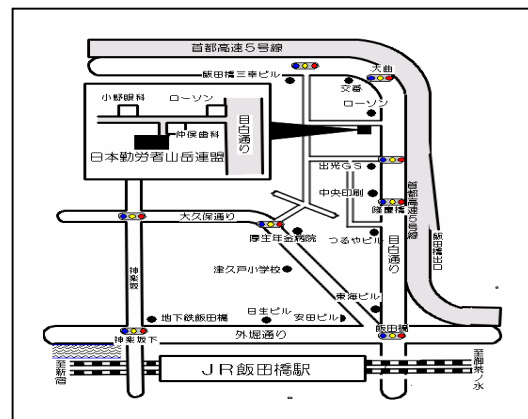 首都高速5号線
大曲
飯田橋三幸ビル
交番
小野眼科
ローソン
ローソン
目白通り
仲俣歯科
日本勤労者山岳連盟
出光GS
中央印刷
首都高速5号線
隆慶橋
大久保通り
厚生年金病院
つるやビル
目白通り
飯田橋出口
神楽坂
津久戸小学校
東海ビル
地下鉄飯田橋
日生ビル
安田ビル
飯田橋
外堀通り
神楽坂下
至新宿
JR飯田橋駅
至御茶ノ水